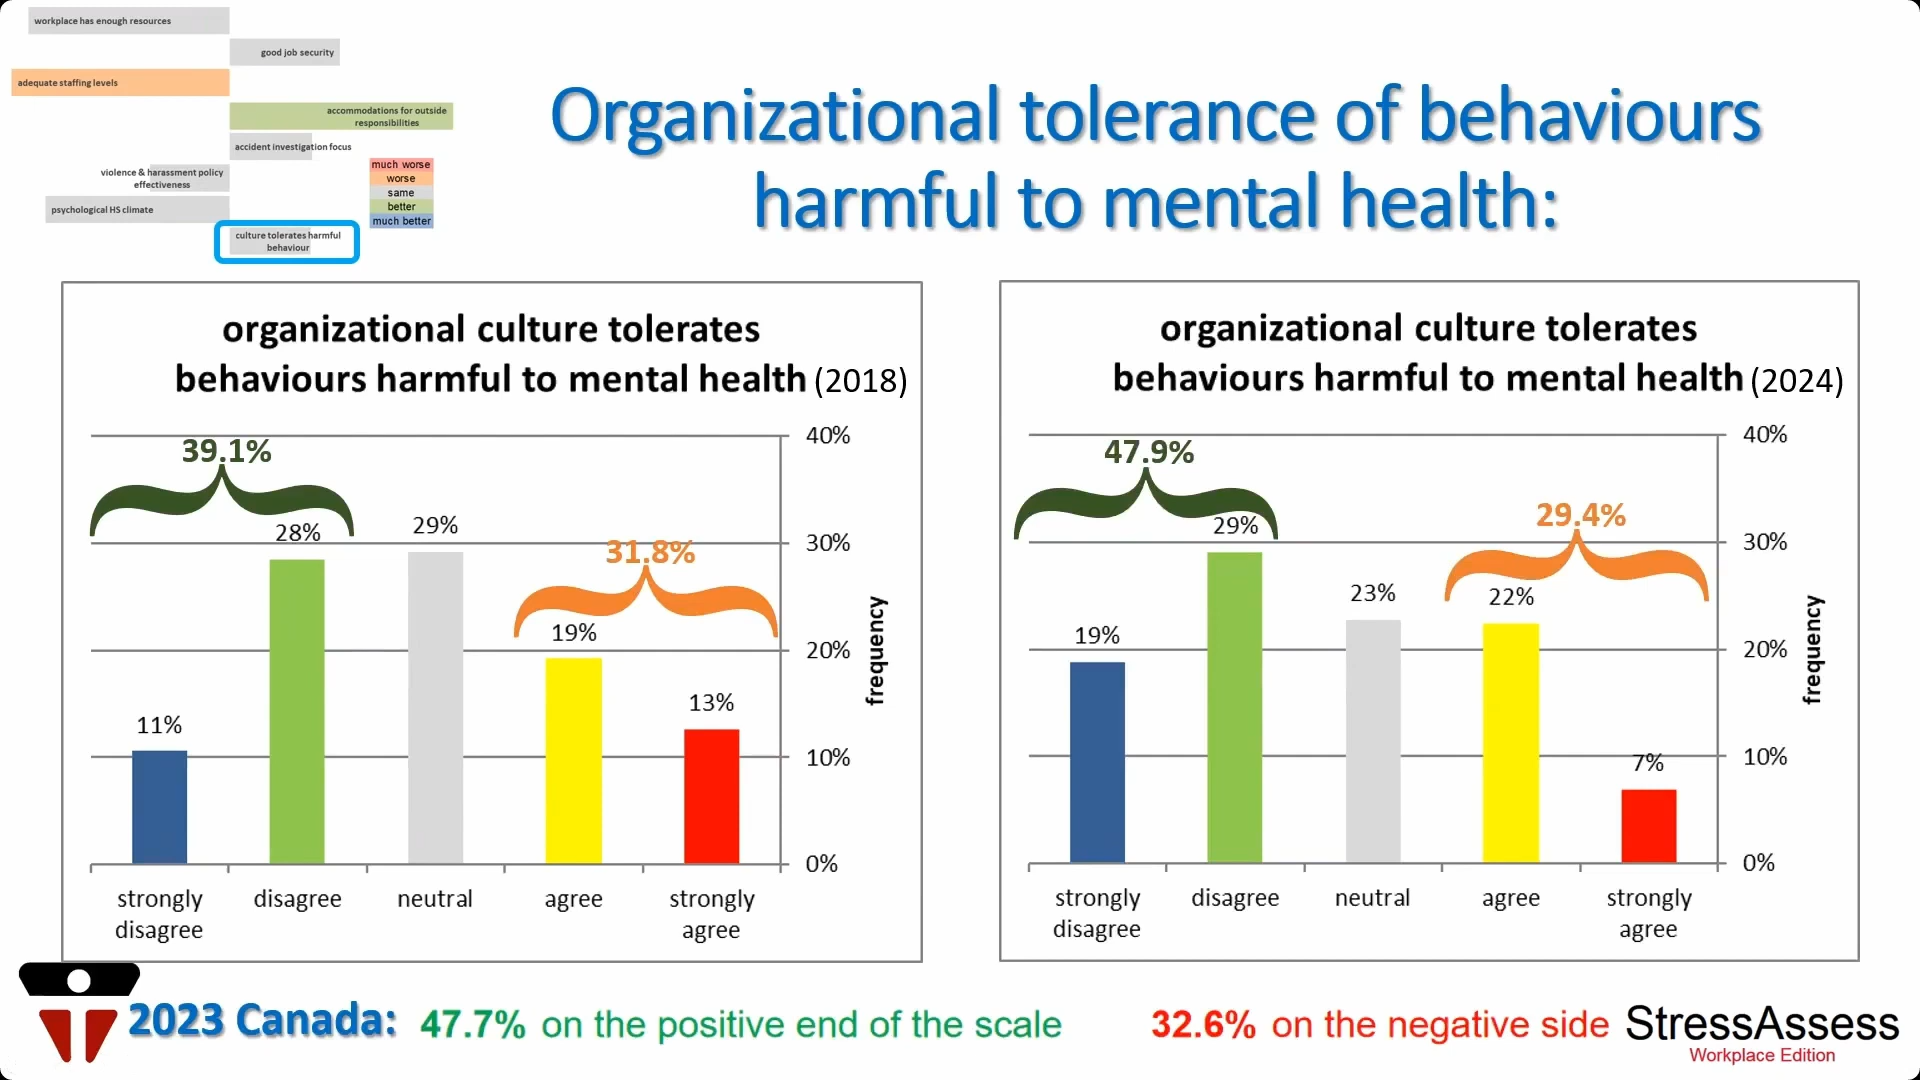 workplace has enough resources
good job security
adequate staffing levels
accommodations for outside
responsibilities
accident investigation focus
violence & harassment policy
effectiveness
psychological HS climate
culture tolerates harmful
behaviour
much worse
worse
same
better
much better
Organizational tolerance of behaviours
harmful to mental health:
organizational culture tolerates
behaviours harmful to mental health (2018)
39.1%
31.8%
11%
28%
29%
19%
13%
40%
30%
20%
10%
0%
frequency
strongly
disagree
disagree
neutral
agree
strongly
agree
organizational culture tolerates
behaviours harmful to mental health (2024)
47.9%
29.4%
19%
29%
23%
22%
7%
40%
30%
20%
10%
0%
frequency
strongly
disagree
disagree
neutral
agree
strongly
agree
2023 Canada: 47.7% on the positive end of the scale 32.6% on the negative side
StressAssess
Workplace Edition